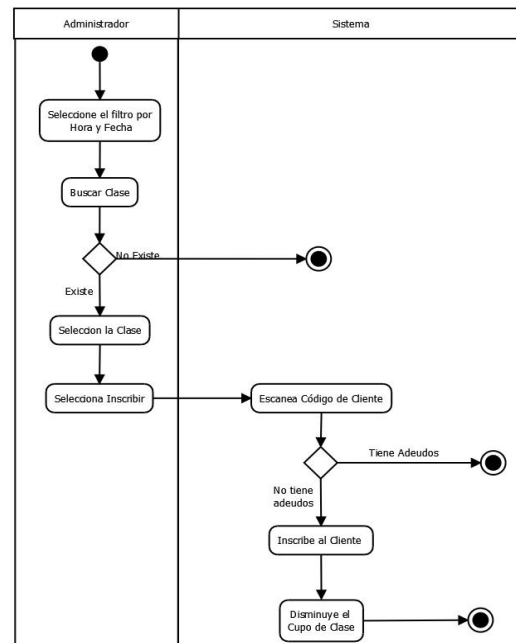 Administrador
Sistema
Seleccione el filtro por
Hora y Fecha
Buscar Clase
No Existe
Existe
Seleccion la Clase
Selecciona Inscribir
Escanea Código de Cliente
Tiene Adeudos
No tiene
adeudos
Inscribe al Cliente
Disminuye el
Cupo de Clase